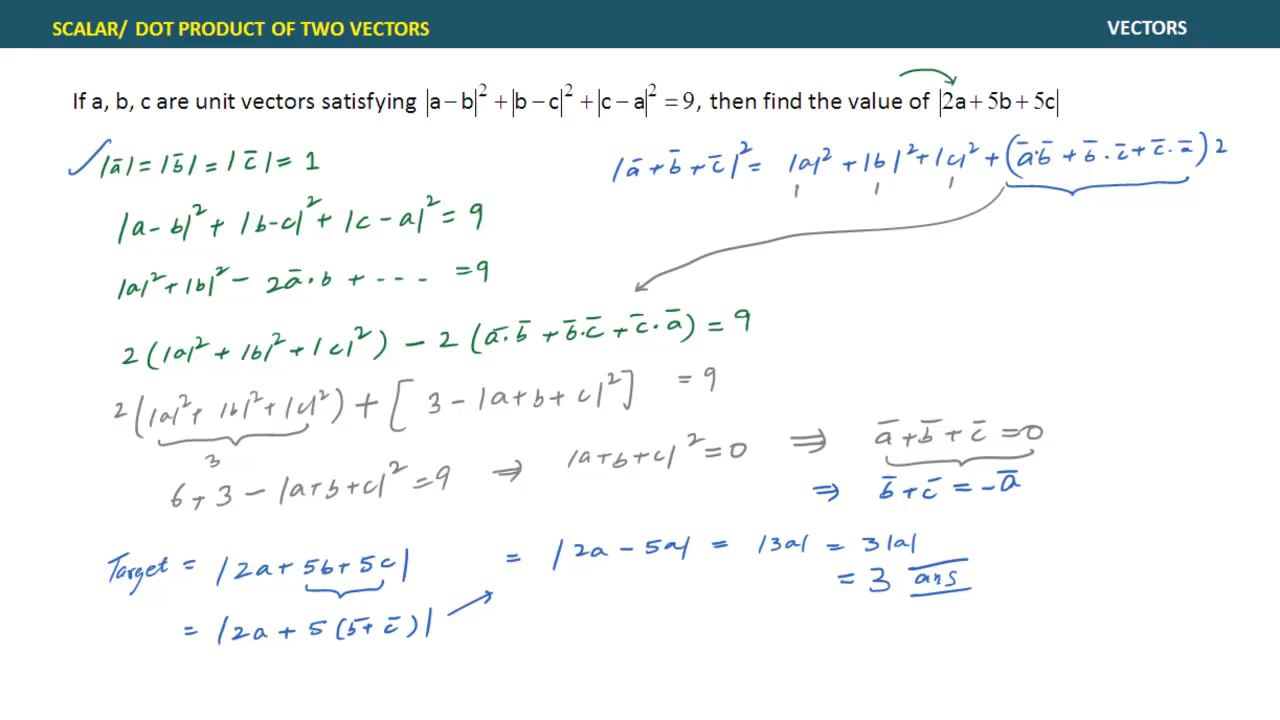 SCALAR/ DOT PRODUCT OF TWO VECTORS
VECTORS
If a, b, c are unit vectors satisfying |a−b|² + |b−c|² + |c−a|² = 9, then find the value of |2a + 5b + 5c|
|a̅| = |b̅| = |c̅| = 1
|a̅ + b̅ + c̅|² = |a|² + |b|² + |c|² + (a̅·b̅ + b̅·c̅ + c̅·a̅) 2
1 1 1
|a − b|² + |b−c|² + |c − a|² = 9
|a|² + |b|² − 2a̅·b + --- = 9
2(|a|² + |b|² + |c|²) − 2(a̅·b̅ + b̅·c̅ + c̅·a̅) = 9
2(|a|² + |b|² + |c|²) + [3 − |a + b + c|²] = 9
3
6 + 3 − |a + b + c|² = 9 ⇒ |a + b + c|² = 0 ⇒ a̅ + b̅ + c̅ = 0
⇒ b̅ + c̅ = −a̅
Target = |2a + 5b + 5c| = |2a − 5a| = |3a| = 3|a|
= 3 ans
= |2a + 5(b̅ + c̅)|